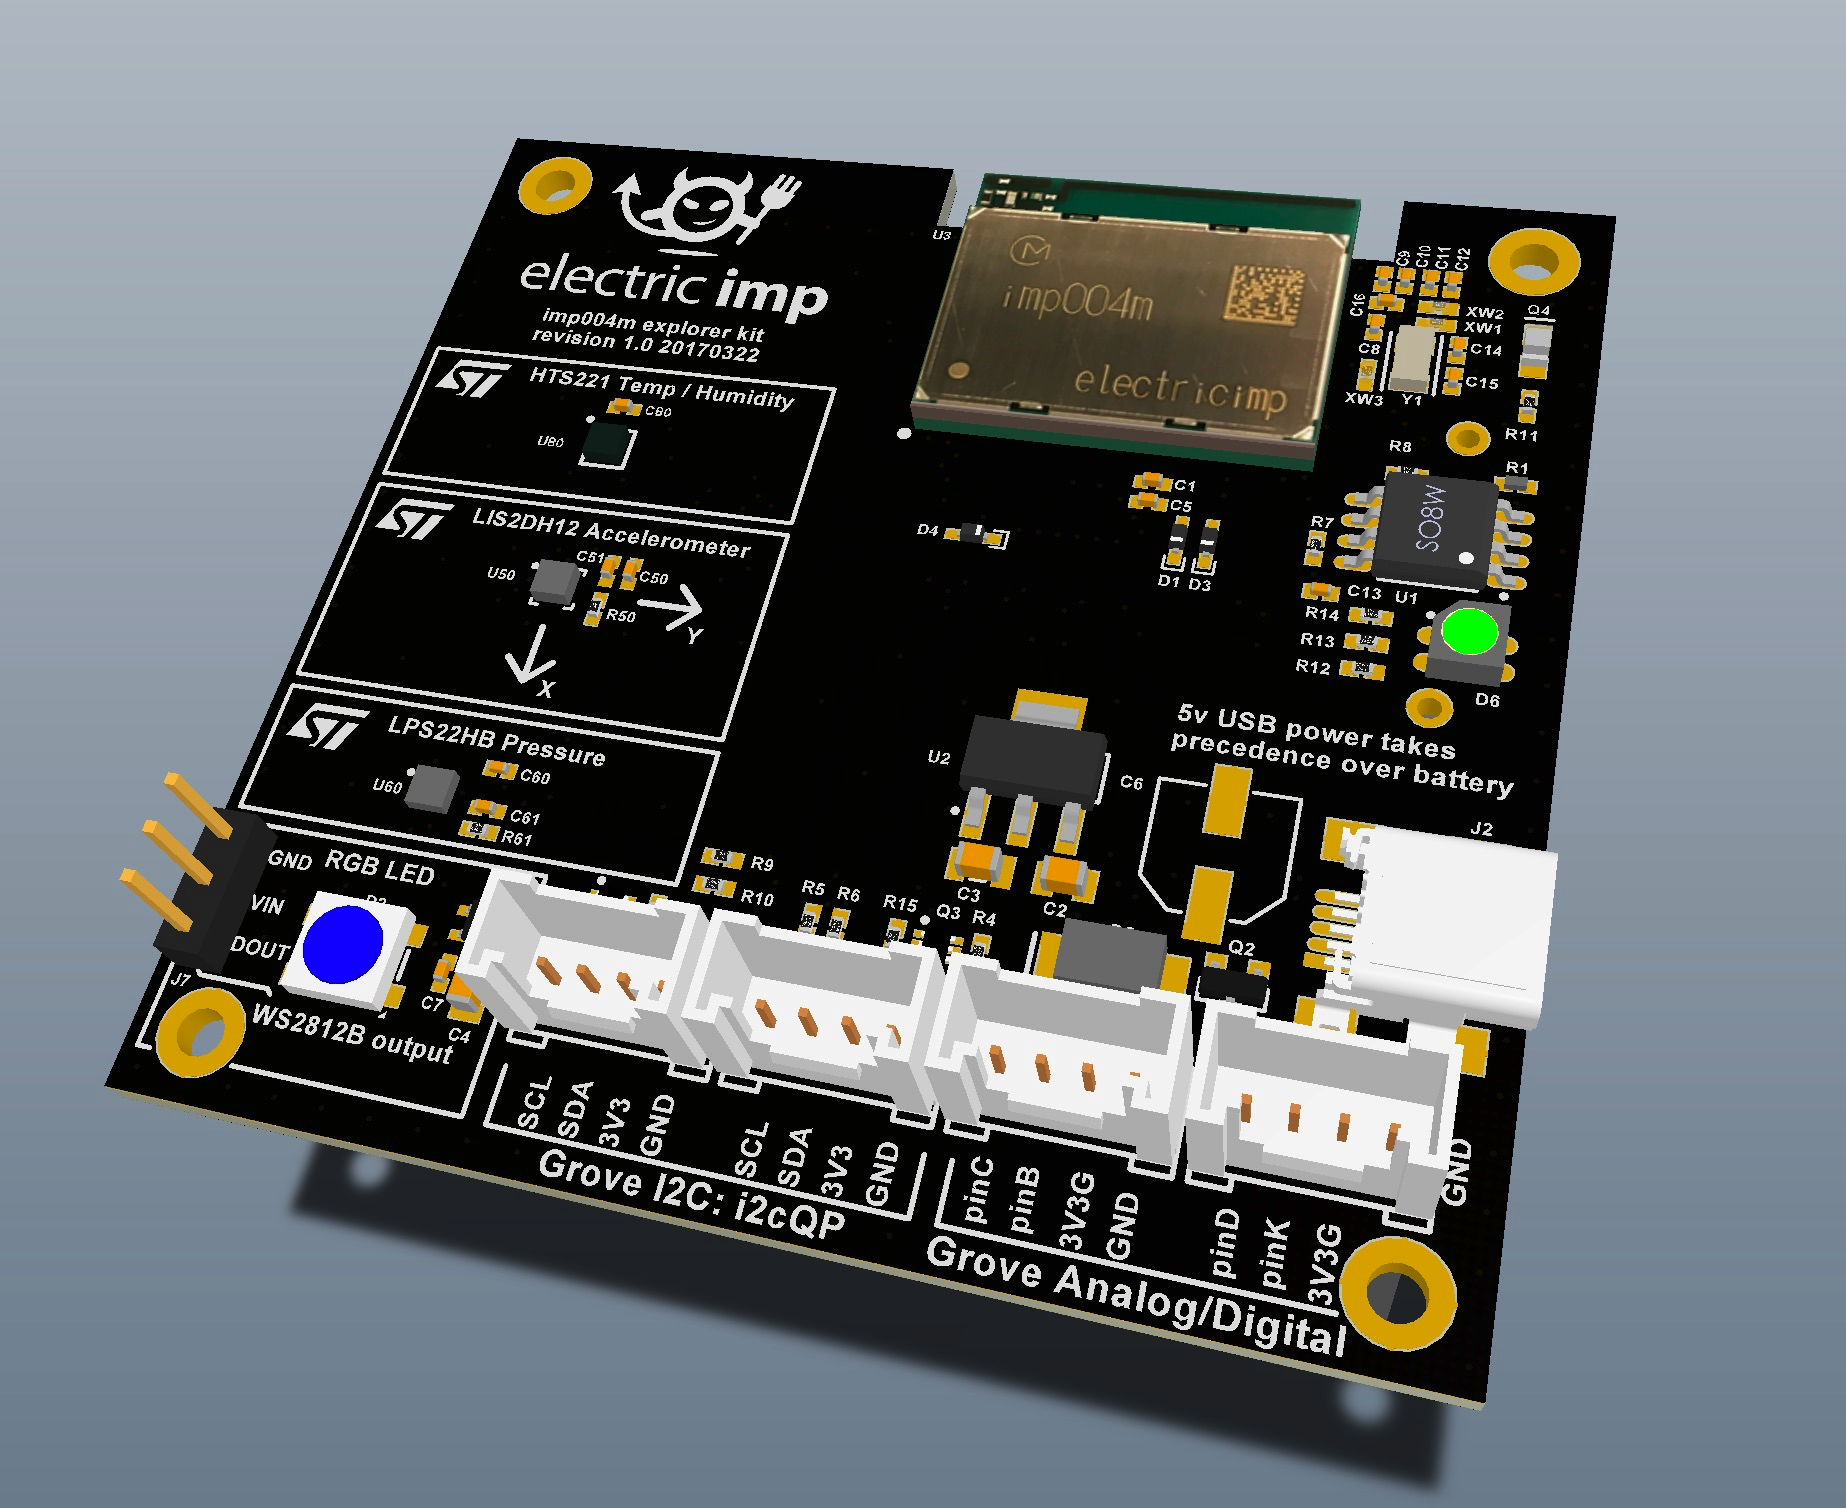 electric imp
imp004m explorer kit
revision 1.0 20170322
ST
HTS221 Temp / Humidity
C80
U80
ST
LIS2DH12 Accelerometer
C51
C50
U50
R50
Y
X
ST
LPS22HB Pressure
C60
U60
C61
R61
GND
VIN
DOUT
J7
RGB LED
WS2812B output
C7
C4
U3
imp004m
electricimp
C9
C10
C11
C12
C16
XW2
XW1
Q4
C8
C14
C15
XW3
Y1
R11
R8
R1
C1
C5
D4
D1
D3
R7
SO8W
C13
U1
R14
R13
R12
D6
5v USB power takes
precedence over battery
U2
C6
J2
R9
R10
C3
C2
R5
R6
R15
Q3
R4
Q2
SCL
SDA
3V3
GND
SCL
SDA
3V3
GND
Grove I2C: i2cQP
pinC
pinB
3V3G
GND
pinD
pinK
3V3G
GND
Grove Analog/Digital